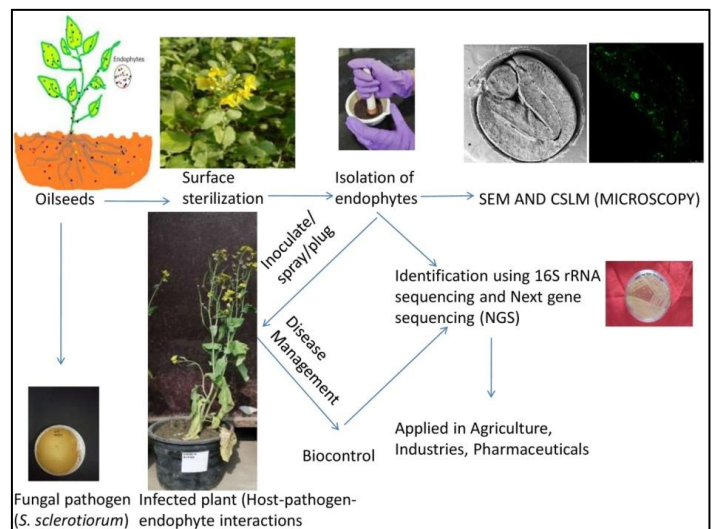 Endophytes
Oilseeds
Surface
sterilization
Isolation of
endophytes
SEM AND CSLM (MICROSCOPY)
Inoculate/
spray/plug
Identification using 16S rRNA
sequencing and Next gene
sequencing (NGS)
Disease
Management
Biocontrol
Applied in Agriculture,
Industries, Pharmaceuticals
Fungal pathogen
(S. sclerotiorum)
Infected plant (Host-pathogen-
endophyte interactions